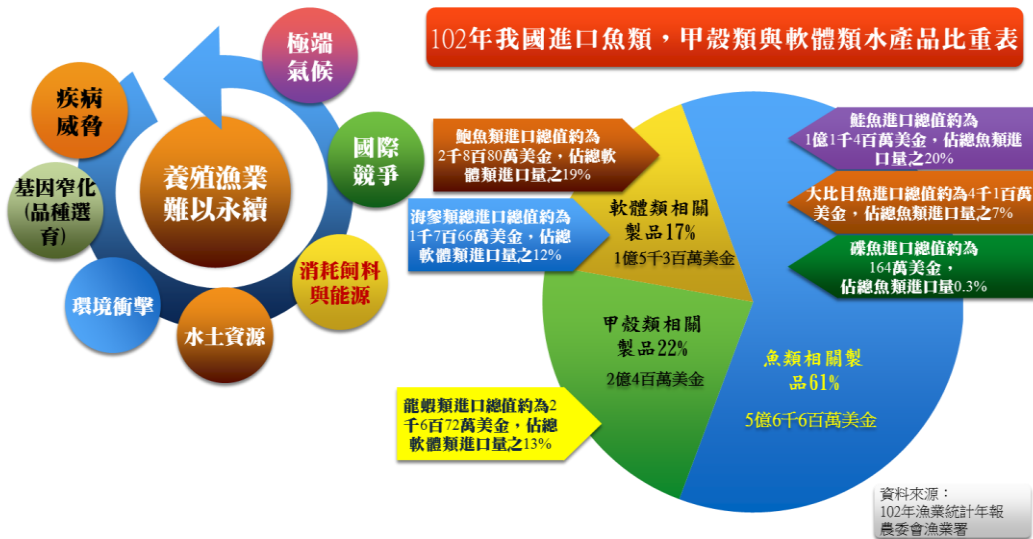 102年我國進口魚類，甲殼類與軟體類水產品比重表
極端
氣候
國際
競爭
消耗飼料
與能源
水土資源
環境衝擊
基因窄化
(品種選
育)
疾病
威脅
養殖漁業
難以永續
鮑魚類進口總值約為
2千8百80萬美金，佔總軟
體類進口量之19%
海參類總進口總值約為
1千7百66萬美金，佔總
軟體類進口量之12%
龍蝦類進口總值約為2
千6百72萬美金，佔總
軟體類進口量之13%
軟體類相關
製品17%
1億5千3百萬美金
甲殼類相關
製品22%
2億4百萬美金
魚類相關製
品61%
5億6千6百萬美金
鮭魚進口總值約為
1億1千4百萬美金，佔總魚類進
口量之20%
大比目魚進口總值約為4千1百萬
美金，佔總魚類進口量之7%
鰈魚進口總值約為
164萬美金，
佔總魚類進口量0.3%
資料來源：
102年漁業統計年報
農委會漁業署